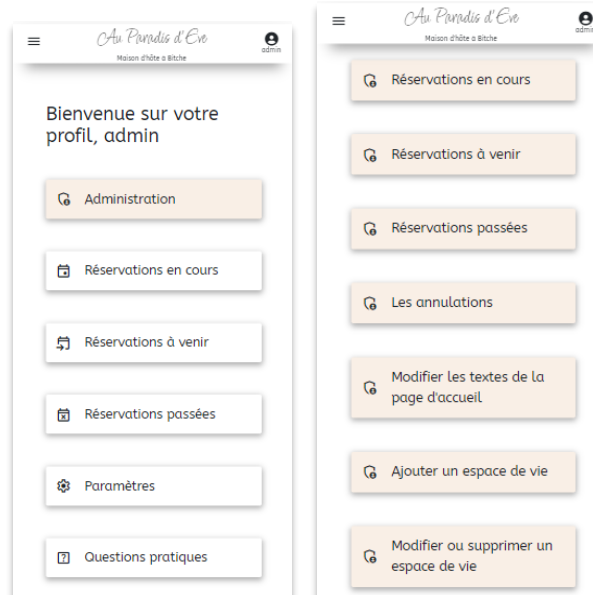 Au Paradis d'Eve
Maison d'hôte a Bitche
admin
Bienvenue sur votre
profil, admin
Administration
Réservations en cours
Réservations à venir
Réservations passées
Paramètres
Questions pratiques
Au Paradis d'Eve
Maison d'hôte a Bitche
admin
Réservations en cours
Réservations à venir
Réservations passées
Les annulations
Modifier les textes de la
page d'accueil
Ajouter un espace de vie
Modifier ou supprimer un
espace de vie